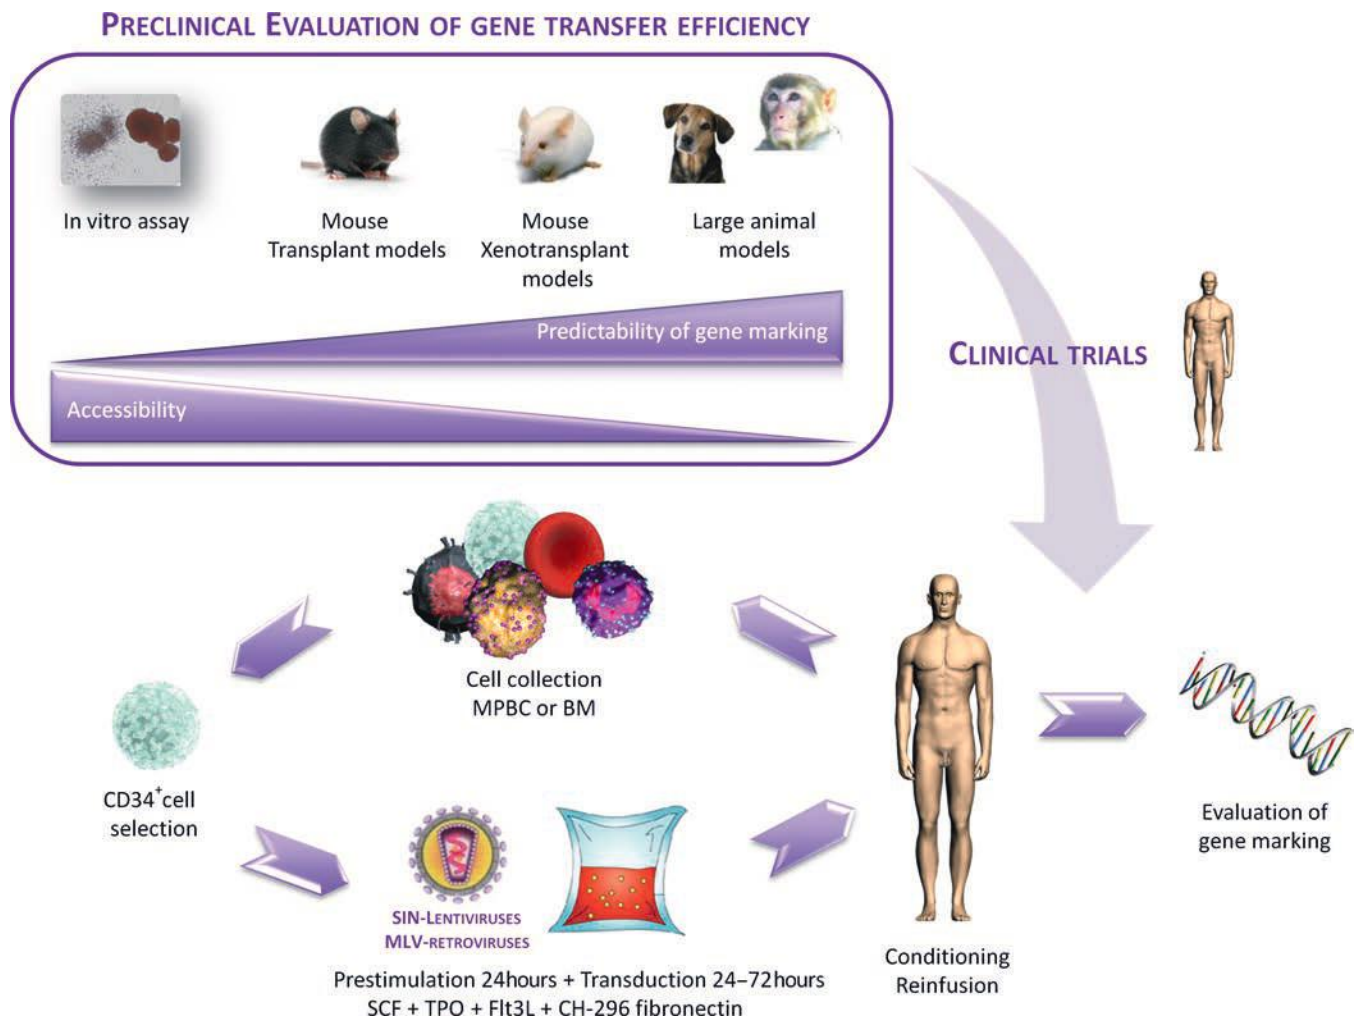 PRECLINICAL EVALUATION OF GENE TRANSFER EFFICIENCY
In vitro assay
Mouse
Transplant models
Mouse
Xenotransplant
models
Large animal
models
Predictability of gene marking
Accessibility
CLINICAL TRIALS
Cell collection
MPBC or BM
CD34+cell
selection
SIN-LENTIVIRUSES
MLV-RETROVIRUSES
Prestimulation 24hours + Transduction 24–72hours
SCF + TPO + Flt3L + CH-296 fibronectin
Conditioning
Reinfusion
Evaluation of
gene marking